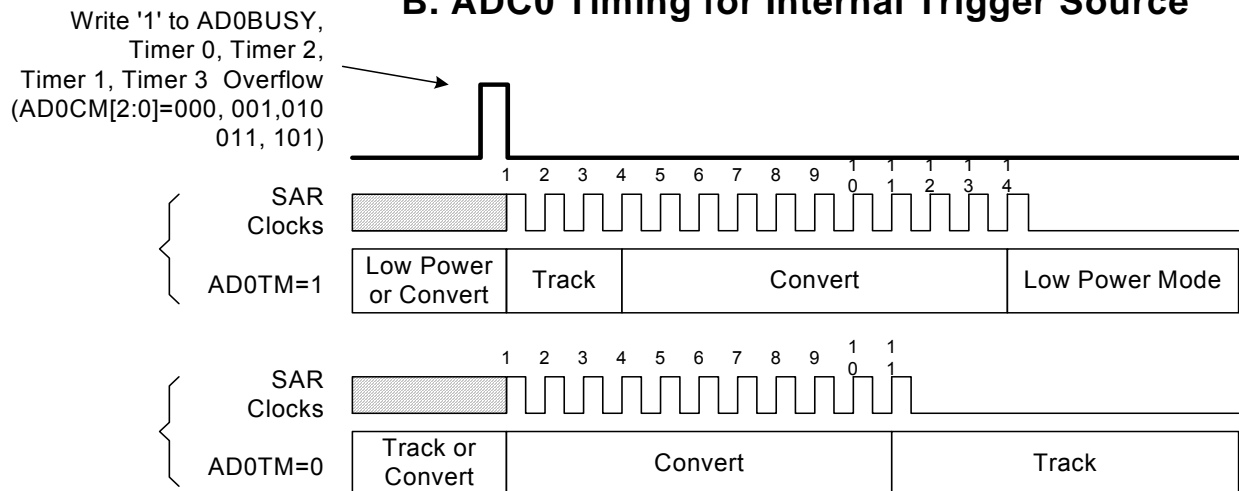 B. ADC0 Timing for Internal Trigger Source
Write '1' to AD0BUSY,
Timer 0, Timer 2,
Timer 1, Timer 3 Overflow
(AD0CM[2:0]=000, 001,010
011, 101)
1 2 3 4 5 6 7 8 9 10 11 12 13 14
SAR
Clocks
AD0TM=1
Low Power
or Convert
Track
Convert
Low Power Mode
1 2 3 4 5 6 7 8 9 10 11
SAR
Clocks
AD0TM=0
Track or
Convert
Convert
Track